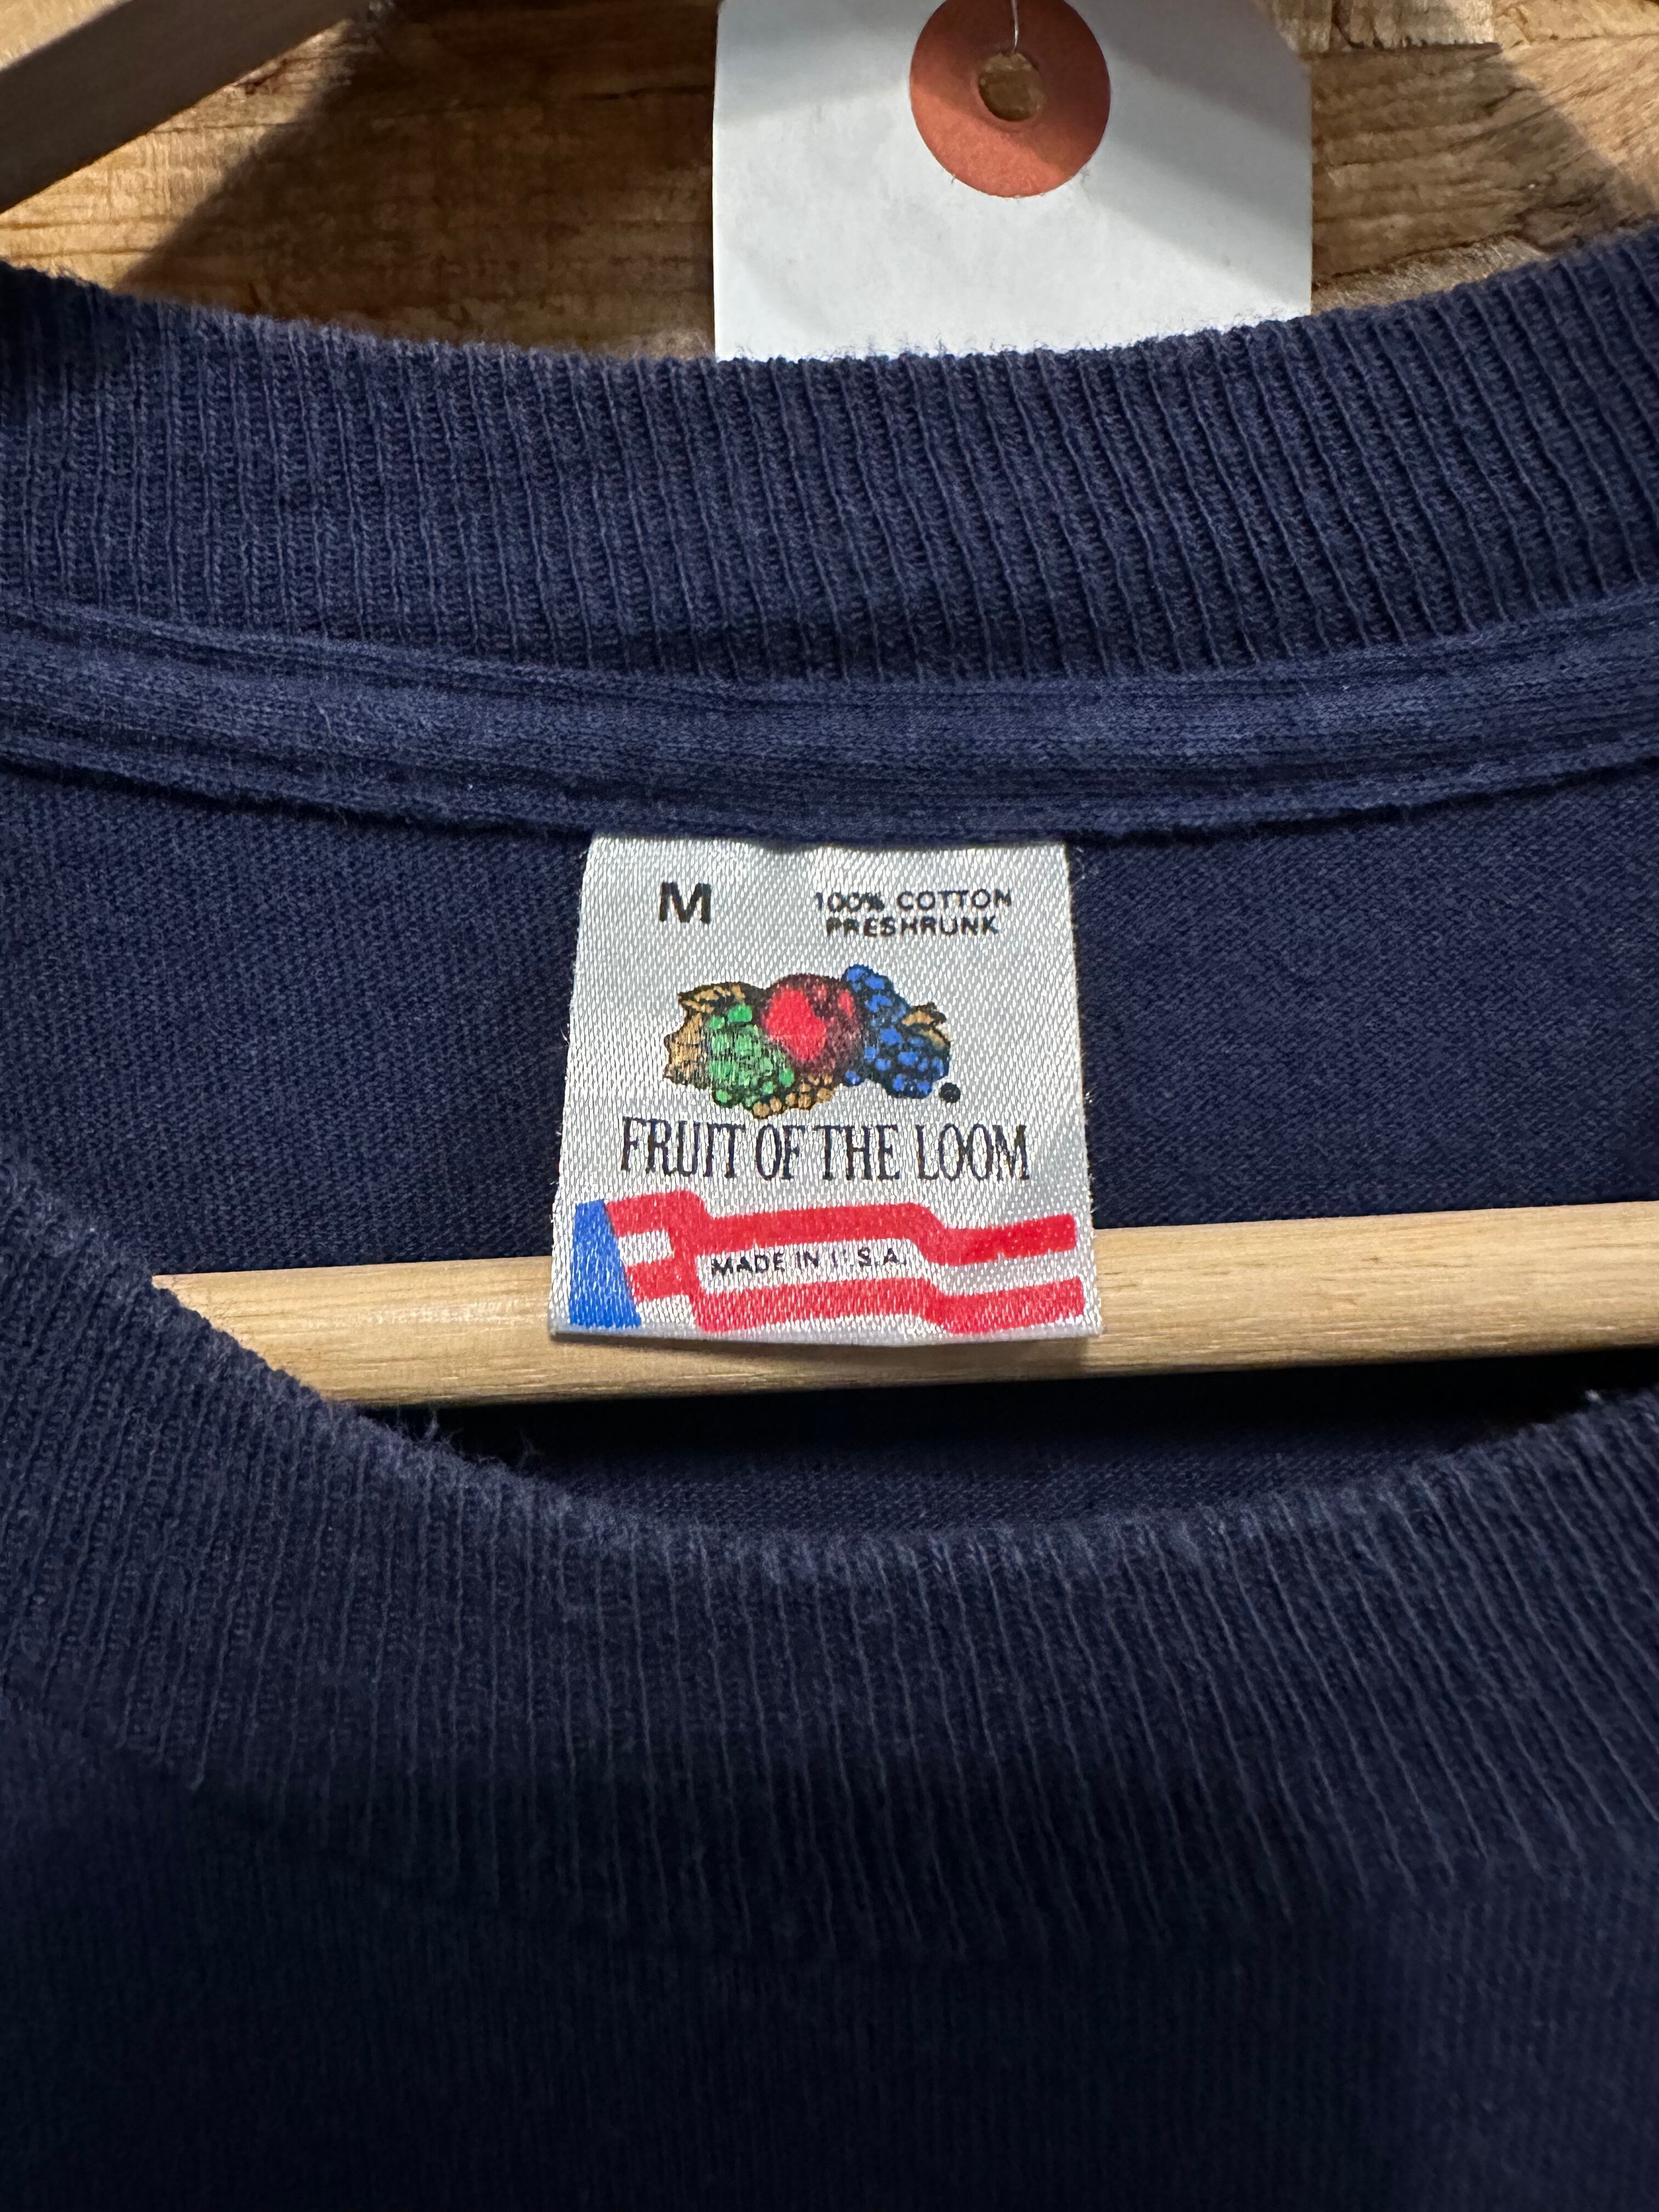 M 100% COTTON
PRESHRUNK
FRUIT OF THE LOOM
MADE IN U.S.A.